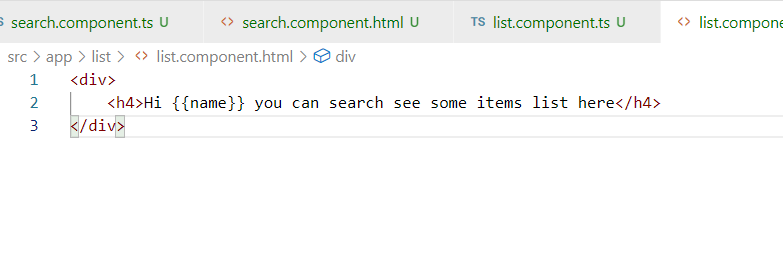 search.component.ts U <> search.component.html U TS list.component.ts U <> list.compone
src > app > list > <> list.component.html > div
1 <div>
2 <h4>Hi {{name}} you can search see some items list here</h4>
3 </div>